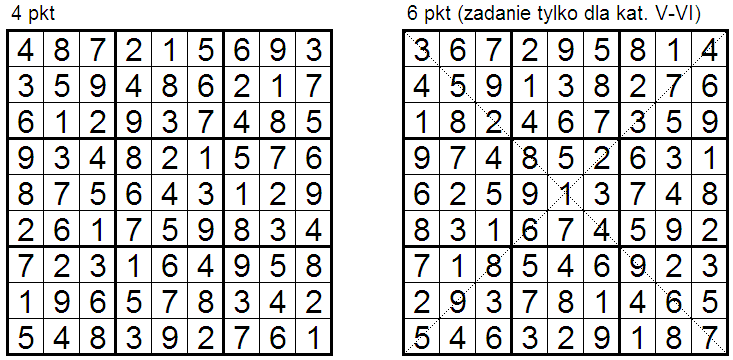 4 pkt
4 8 7 2 1 5 6 9 3
3 5 9 4 8 6 2 1 7
6 1 2 9 3 7 4 8 5
9 3 4 8 2 1 5 7 6
8 7 5 6 4 3 1 2 9
2 6 1 7 5 9 8 3 4
7 2 3 1 6 4 9 5 8
1 9 6 5 7 8 3 4 2
5 4 8 3 9 2 7 6 1
6 pkt (zadanie tylko dla kat. V-VI)
3 6 7 2 9 5 8 1 4
4 5 9 1 3 8 2 7 6
1 8 2 4 6 7 3 5 9
9 7 4 8 5 2 6 3 1
6 2 5 9 1 3 7 4 8
8 3 1 6 7 4 5 9 2
7 1 8 5 4 6 9 2 3
2 9 3 7 8 1 4 6 5
5 4 6 3 2 9 1 8 7